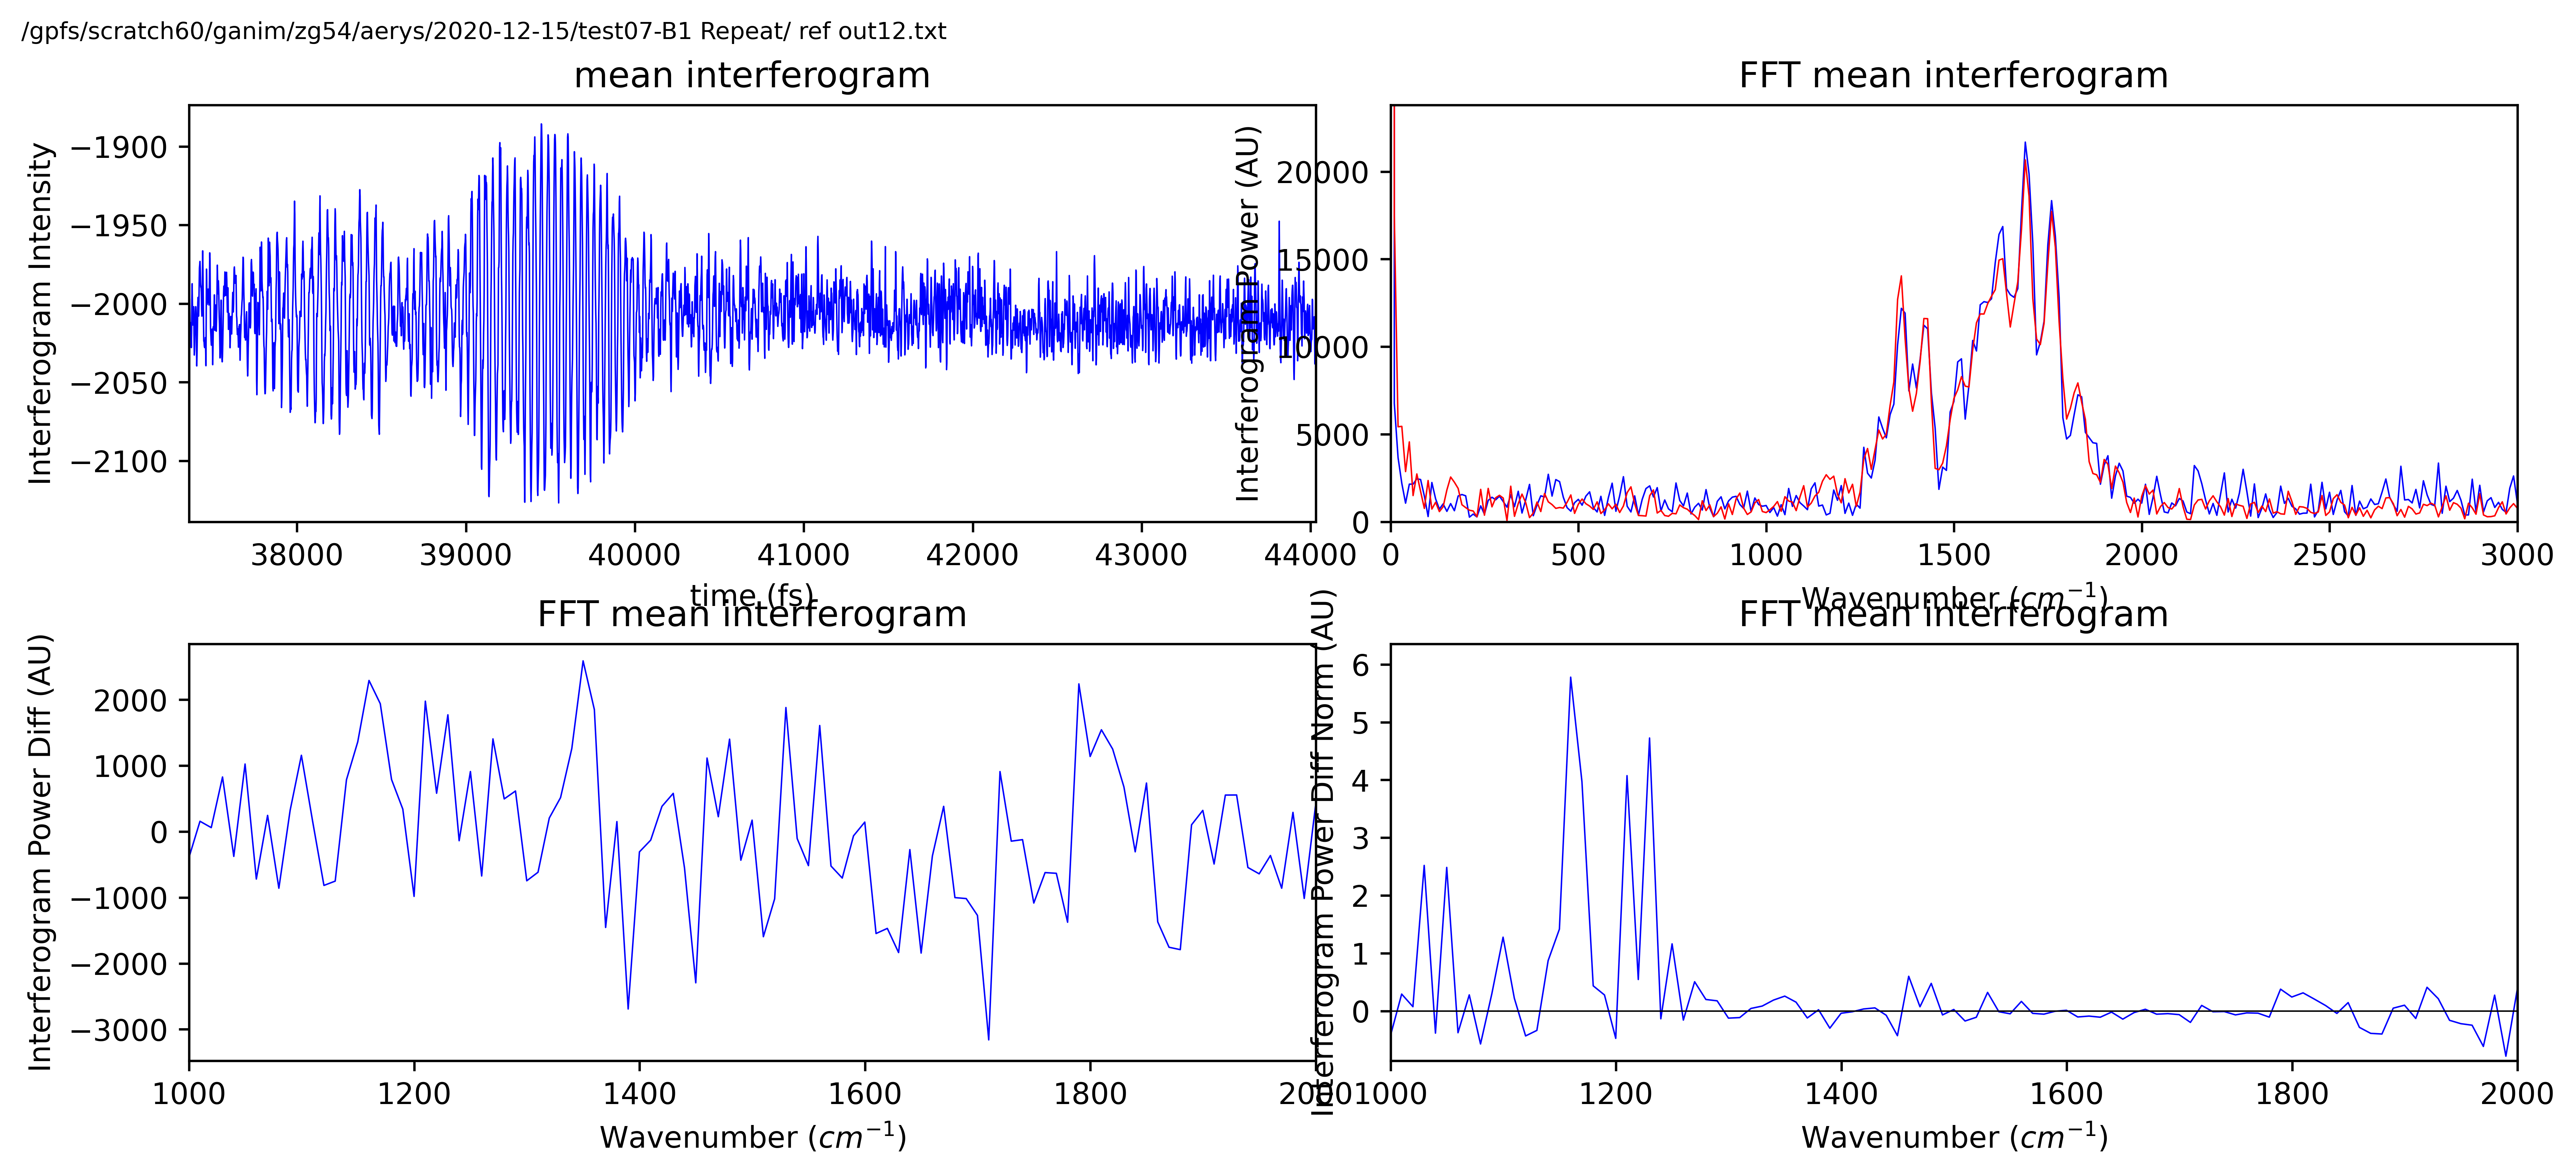 /gpfs/scratch60/ganim/zg54/aerys/2020-12-15/test07-B1 Repeat/ ref out12.txt
mean interferogram
Interferogram Intensity
−1900
−1950
−2000
−2050
−2100
38000 39000 40000 41000 42000 43000 44000
time (fs)
FFT mean interferogram
Interferogram Power (AU)
20000
15000
10000
5000
0
0 500 1000 1500 2000 2500 3000
Wavenumber (cm⁻¹)
FFT mean interferogram
Interferogram Power Diff (AU)
2000
1000
0
−1000
−2000
−3000
1000 1200 1400 1600 1800 2000
Wavenumber (cm⁻¹)
FFT mean interferogram
Interferogram Power Diff Norm (AU)
6
5
4
3
2
1
0
1000 1200 1400 1600 1800 2000
Wavenumber (cm⁻¹)